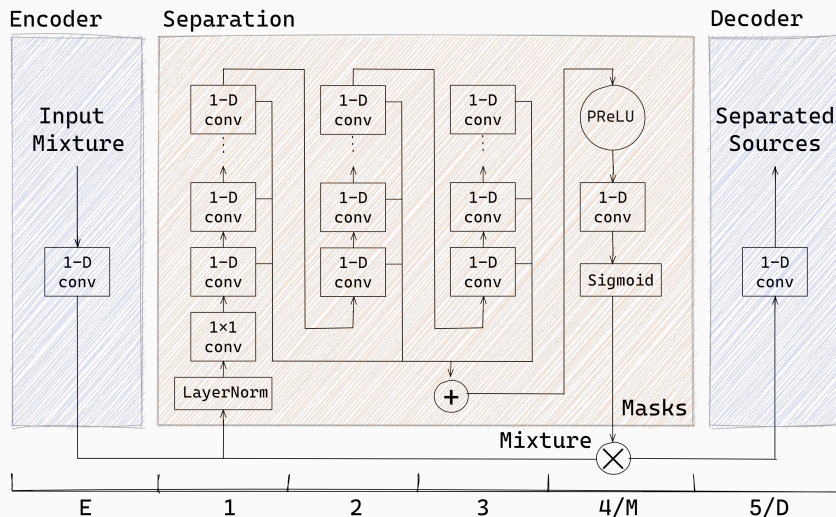 Encoder
Separation
Decoder
Input
Mixture
1-D
conv
1-D
conv
1-D
conv
1-D
conv
1×1
conv
LayerNorm
1-D
conv
1-D
conv
1-D
conv
1-D
conv
1-D
conv
1-D
conv
+
PReLU
1-D
conv
Sigmoid
Masks
Mixture
Separated
Sources
1-D
conv
E
1
2
3
4/M
5/D